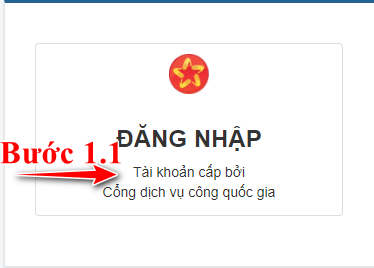 ĐĂNG NHẬP
Bước 1.1
Tài khoản cấp bởi
Cổng dịch vụ công quốc gia